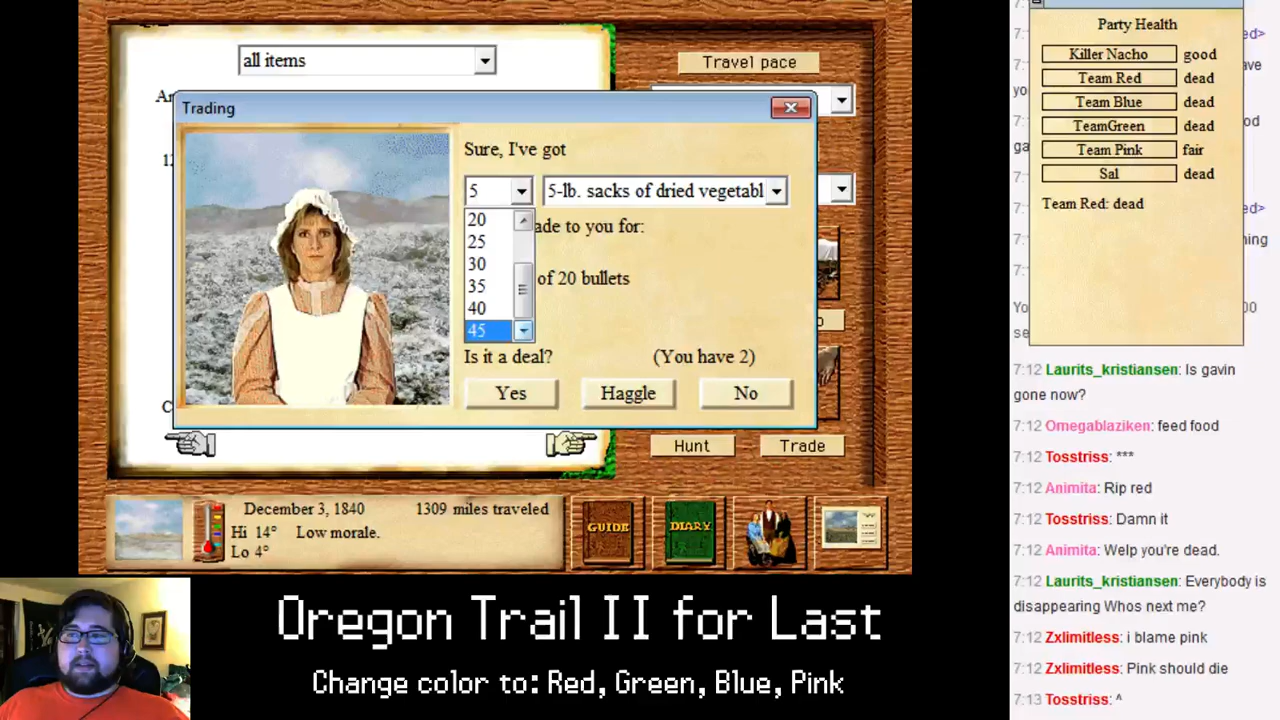 all items
Travel pace
Trading
Sure, I've got
5
5-lb. sacks of dried vegetabl
20
25
30
35
40
45
ade to you for:
of 20 bullets
Is it a deal?
(You have 2)
Yes
Haggle
No
Hunt
Trade
December 3, 1840
1309 miles traveled
Hi 14°
Low morale.
Lo 4°
GUIDE
DIARY
Oregon Trail II for Last
Change color to: Red, Green, Blue, Pink
Party Health
Killer Nacho good
Team Red dead
Team Blue dead
TeamGreen dead
Team Pink fair
Sal dead
Team Red: dead
7:12 Laurits_kristiansen: Is gavin
gone now?
7:12 Omegablaziken: feed food
7:12 Tosstriss: ***
7:12 Animita: Rip red
7:12 Tosstriss: Damn it
7:12 Animita: Welp you're dead.
7:12 Laurits_kristiansen: Everybody is
disappearing Whos next me?
7:12 Zxlimitless: i blame pink
7:12 Zxlimitless: Pink should die
7:13 Tosstriss: ^